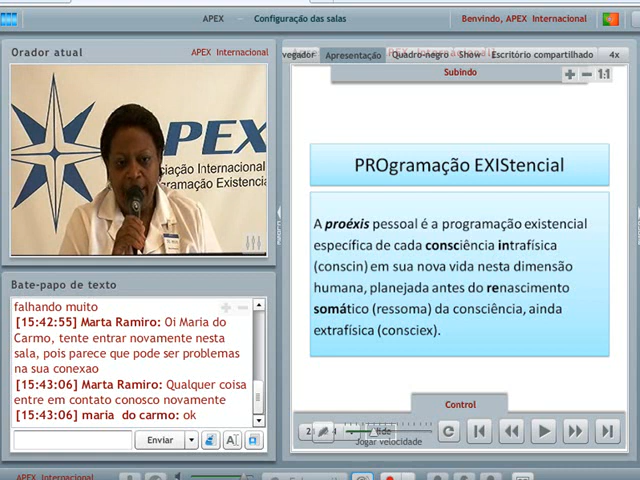 APEX – Configuração das salas
Benvindo, APEX Internacional
Orador atual
APEX Internacional
vegador
Apresentação
Quadro-negro
Show
Escritório compartilhado
4x
Subindo
1:1
APEX
ciação Internacional
gramação Existencia
PROgramação EXIStencial
A proéxis pessoal é a programação existencial
específica de cada consciência intrafísica
(conscin) em sua nova vida nesta dimensão
humana, planejada antes do renascimento
somático (ressoma) da consciência, ainda
extrafísica (consciex).
Bate-papo de texto
falhando muito
[15:42:55] Marta Ramiro: Oi Maria do
Carmo, tente entrar novamente nesta
sala, pois parece que pode ser problemas
na sua conexao
[15:43:06] Marta Ramiro: Qualquer coisa
entre em contato conosco novamente
[15:43:06] maria do carmo: ok
Enviar
A
Control
Jogar velocidade
APEX Internacional